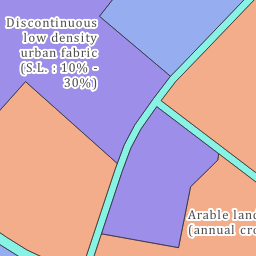 Discontinuous
low density
urban fabric
(S.L. : 10% -
30%)
Arable land
(annual cro